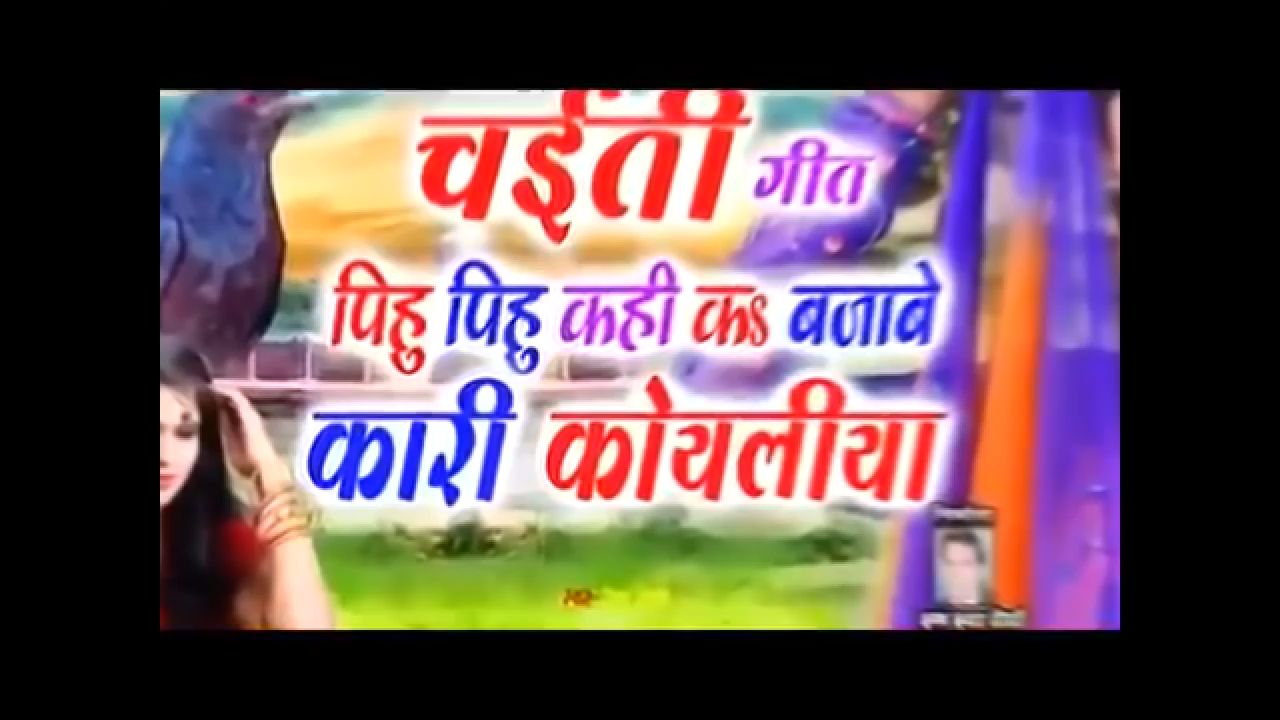 चईती गीत
पिहु पिहु कही कऽ बजावे
कारी कोयलीया